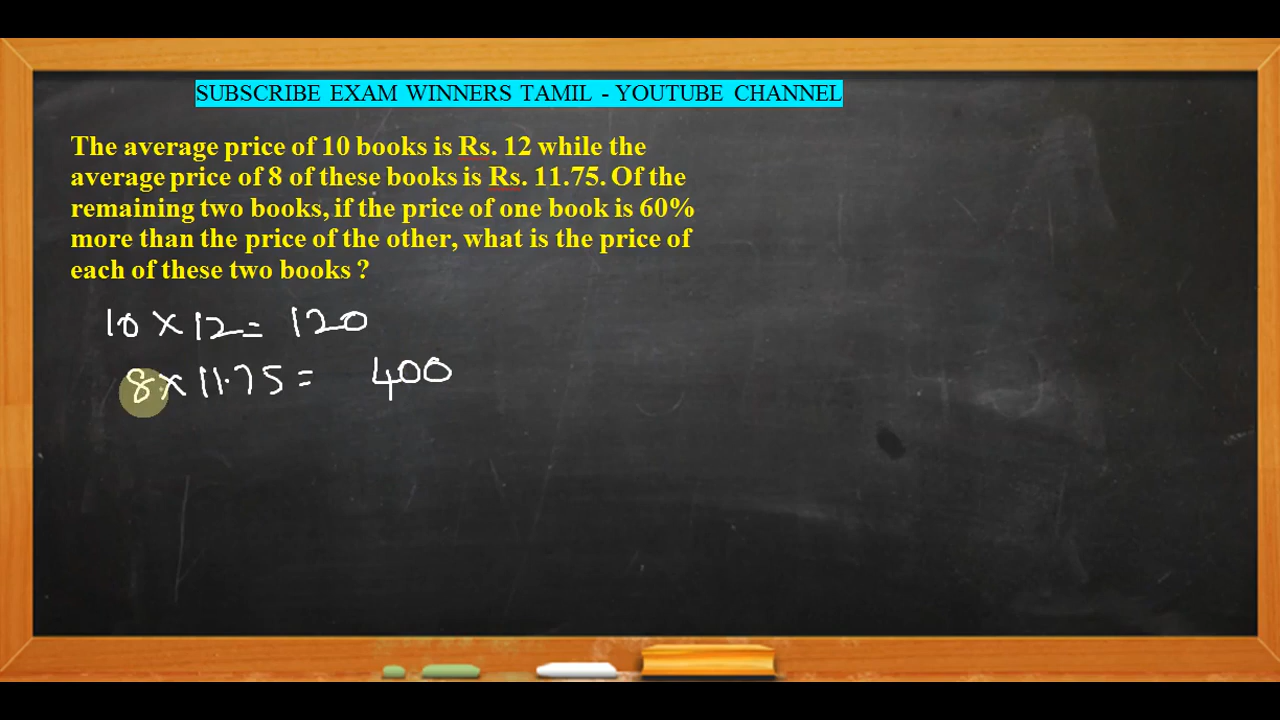 SUBSCRIBE EXAM WINNERS TAMIL - YOUTUBE CHANNEL
The average price of 10 books is Rs. 12 while the
average price of 8 of these books is Rs. 11.75. Of the
remaining two books, if the price of one book is 60%
more than the price of the other, what is the price of
each of these two books ?
10 × 12 = 120
8 × 11.75 = 400